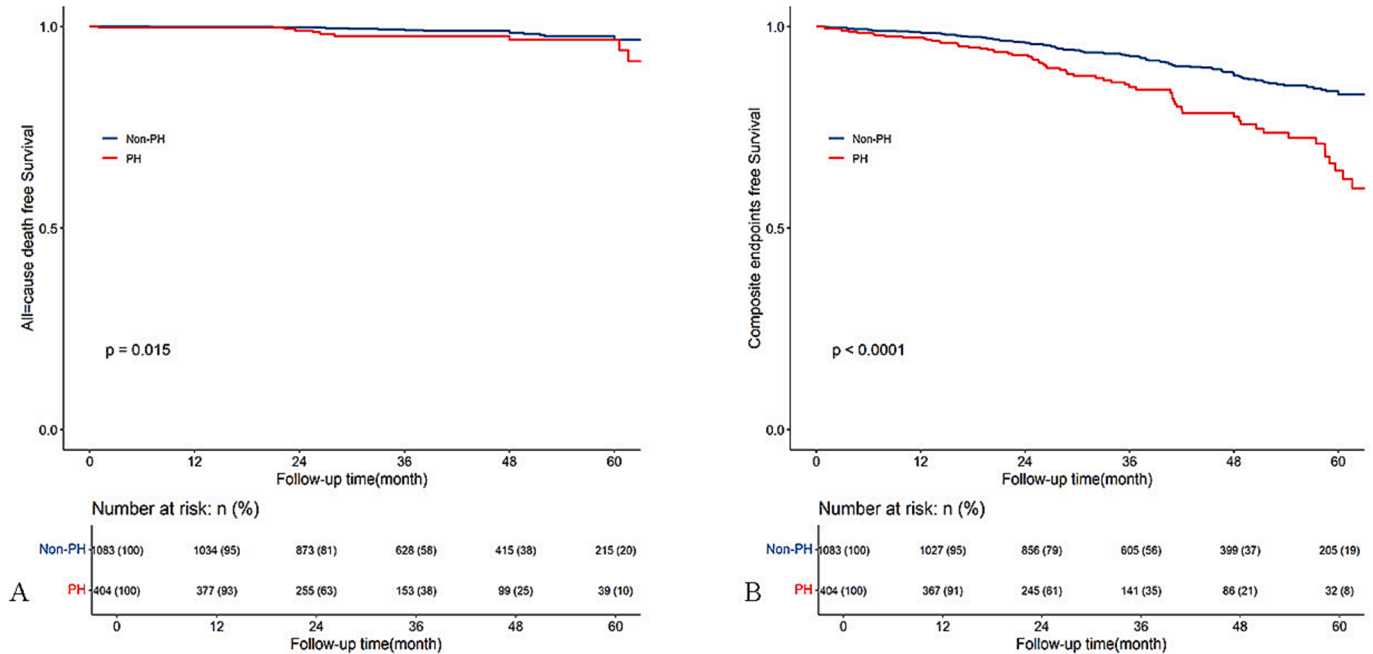 1.0
0.5
0.0
All=cause death free Survival
Non-PH
PH
p = 0.015
0 12 24 36 48 60
Follow-up time(month)
Number at risk: n (%)
Non-PH 1083 (100) 1034 (95) 873 (81) 628 (58) 415 (38) 215 (20)
PH 404 (100) 377 (93) 255 (63) 153 (38) 99 (25) 39 (10)
0 12 24 36 48 60
Follow-up time(month)
A
1.0
0.5
0.0
Composite endpoints free Survival
Non-PH
PH
p < 0.0001
0 12 24 36 48 60
Follow-up time(month)
Number at risk: n (%)
Non-PH 1083 (100) 1027 (95) 856 (79) 605 (56) 399 (37) 205 (19)
PH 404 (100) 367 (91) 245 (61) 141 (35) 86 (21) 32 (8)
0 12 24 36 48 60
Follow-up time(month)
B